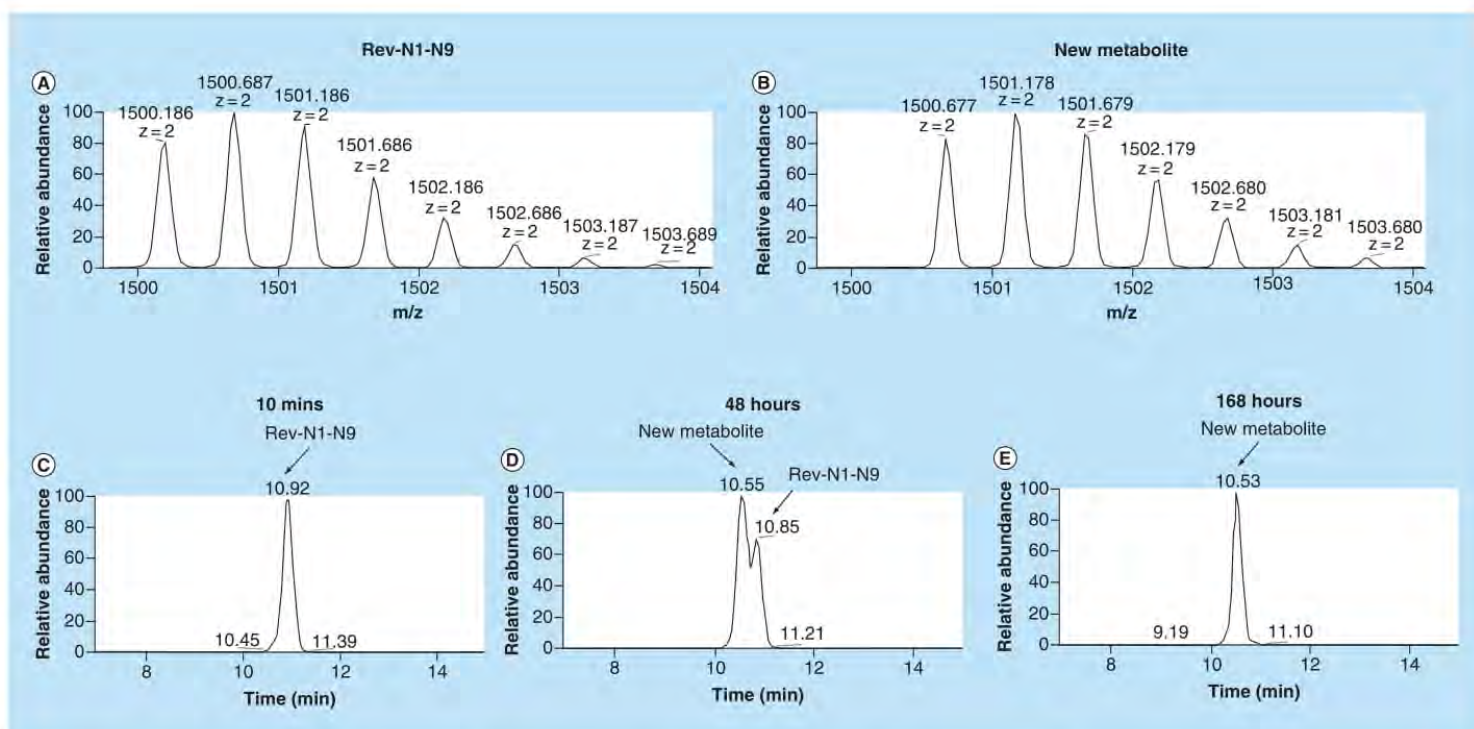 Rev-N1-N9
A
1500.186
z=2
1500.687
z=2
1501.186
z=2
1501.686
z=2
1502.186
z=2
1502.686
z=2
1503.187
z=2
1503.689
z=2
Relative abundance
100
80
60
40
20
0
1500 1501 1502 1503 1504
m/z
New metabolite
B
1500.677
z=2
1501.178
z=2
1501.679
z=2
1502.179
z=2
1502.680
z=2
1503.181
z=2
1503.680
z=2
Relative abundance
100
80
60
40
20
0
1500 1501 1502 1503 1504
m/z
10 mins
Rev-N1-N9
C
10.92
10.45
11.39
Relative abundance
100
80
60
40
20
0
8 10 12 14
Time (min)
48 hours
New metabolite
Rev-N1-N9
D
10.55
10.85
11.21
Relative abundance
100
80
60
40
20
0
8 10 12 14
Time (min)
168 hours
New metabolite
E
10.53
9.19
11.10
Relative abundance
100
80
60
40
20
0
8 10 12 14
Time (min)